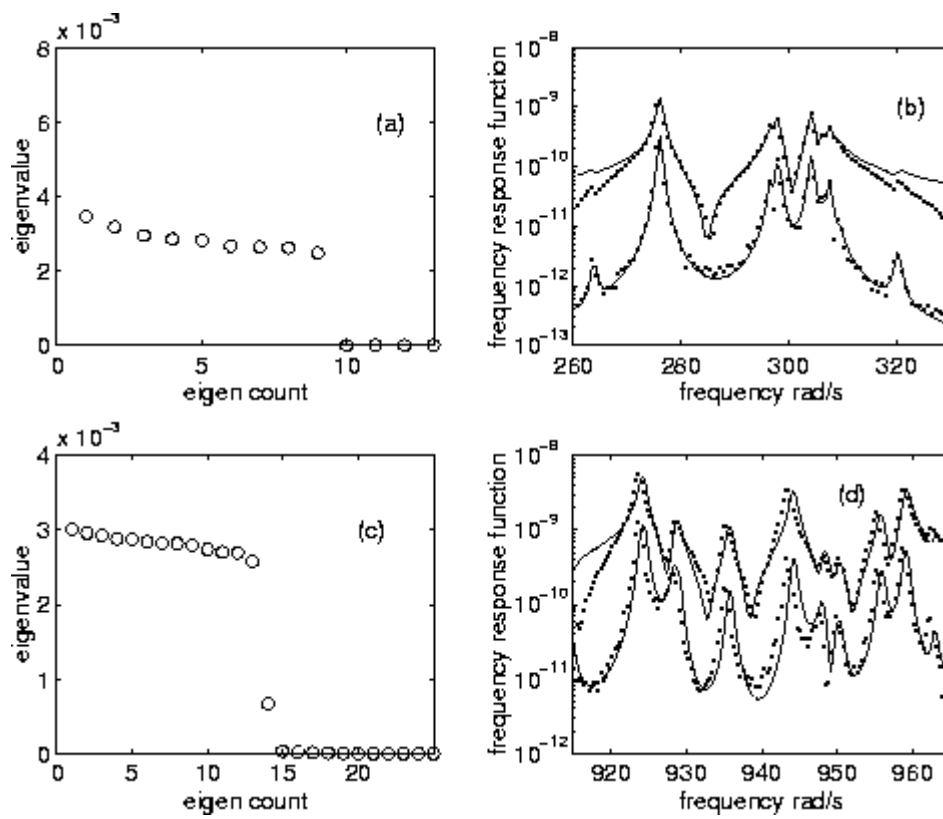 x 10⁻³
8
6
4
2
0
eigenvalue
(a)
0
5
10
eigen count
10⁻⁸
10⁻⁹
10⁻¹⁰
10⁻¹¹
10⁻¹²
10⁻¹³
frequency response function
(b)
260
280
300
320
frequency rad/s
x 10⁻³
4
3
2
1
0
eigenvalue
(c)
0
5
10
15
20
eigen count
10⁻⁸
10⁻⁹
10⁻¹⁰
10⁻¹¹
10⁻¹²
frequency response function
(d)
920
930
940
950
960
frequency rad/s